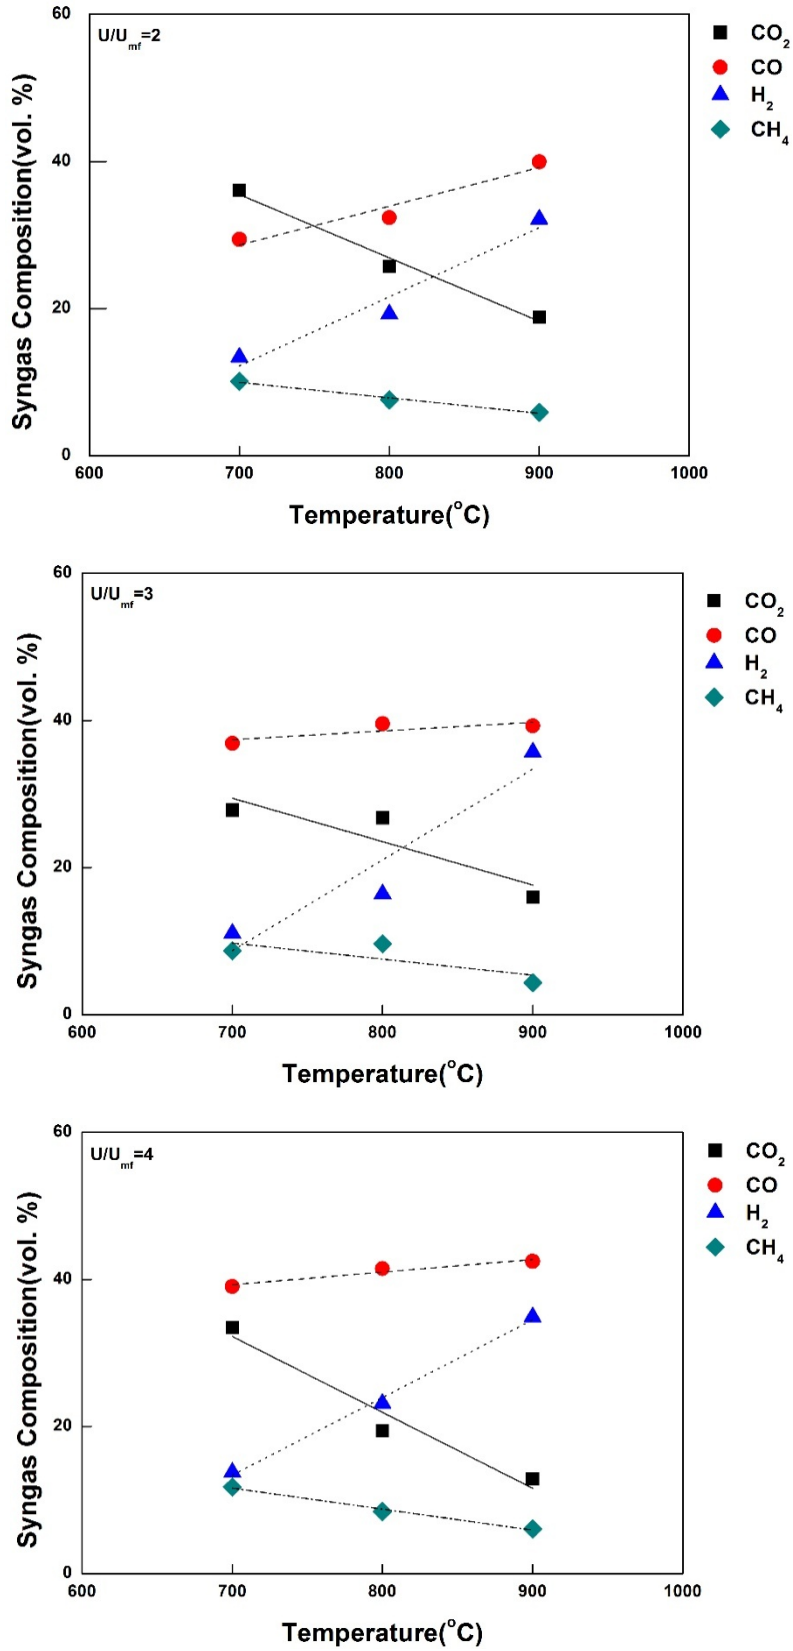 U/Umf=2
CO2
CO
H2
CH4
Syngas Composition(vol. %)
60
40
20
0
600
700
800
900
1000
Temperature(oC)
U/Umf=3
CO2
CO
H2
CH4
Syngas Composition(vol. %)
60
40
20
0
600
700
800
900
1000
Temperature(oC)
U/Umf=4
CO2
CO
H2
CH4
Syngas Composition(vol. %)
60
40
20
0
600
700
800
900
1000
Temperature(oC)